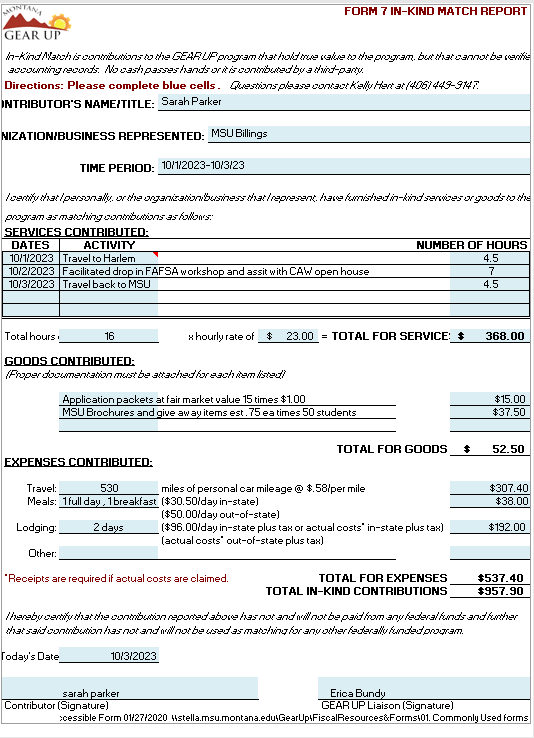 MONTANA
GEAR UP
FORM 7 IN-KIND MATCH REPORT
In-Kind Match is contributions to the GEAR UP program that hold true value to the program, but that cannot be verifie
accounting records. No cash passes hands or it is contributed by a third-party.
Directions: Please complete blue cells. Questions please contact Kelly Hert at (406) 449-9147.
ONTRIBUTOR'S NAME/TITLE: Sarah Parker
NIZATION/BUSINESS REPRESENTED: MSU Billings
TIME PERIOD: 10/1/2023-10/3/23
I certify that I personally, or the organization/business that I represent, have furnished in-kind services or goods to the
program as matching contributions as follows:
SERVICES CONTRIBUTED:
DATES ACTIVITY NUMBER OF HOURS
10/1/2023 Travel to Harlem 4.5
10/2/2023 Facilitated drop in FAFSA workshop and assit with CAW open house 7
10/3/2023 Travel back to MSU 4.5
Total hours 16 x hourly rate of $ 23.00 = TOTAL FOR SERVICE: $ 368.00
GOODS CONTRIBUTED:
(Proper documentation must be attached for each item listed)
Application packets at fair market value 15 times $1.00 $15.00
MSU Brochures and give away items est .75 ea times 50 students $37.50
TOTAL FOR GOODS $ 52.50
EXPENSES CONTRIBUTED:
Travel: 530 miles of personal car mileage @ $.58/per mile $307.40
Meals: 1 full day , 1 breakfast ($30.50/day in-state) $38.00
($50.00/day out-of-state)
Lodging: 2 days ($96.00/day in-state plus tax or actual costs* in-state plus tax) $192.00
(actual costs* out-of-state plus tax)
Other:
*Receipts are required if actual costs are claimed. TOTAL FOR EXPENSES $537.40
TOTAL IN-KIND CONTRIBUTIONS $957.90
I hereby certify that the contribution reported above has not and will not be paid from any federal funds and further
that said contribution has not and will not be used as matching for any other federally funded program.
Today's Date 10/3/2023
sarah parker Erica Bundy
Contributor (Signature) GEAR UP Liaison (Signature)
ccessible Form 01/27/2020 \\stella.msu.montana.edu\GearUp\FiscalResources&Forms\01. Commonly Used forms